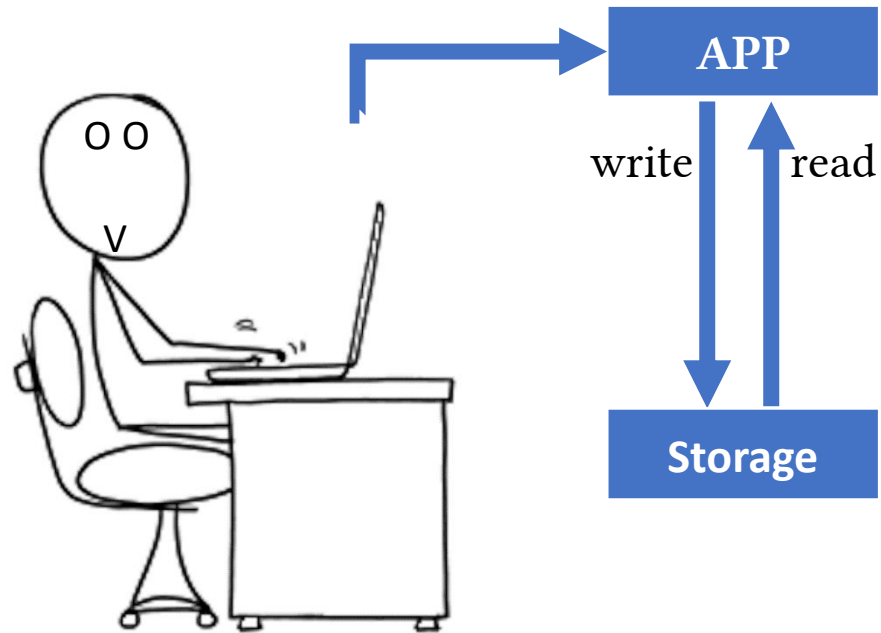 APP
O O
write
read
V
Storage